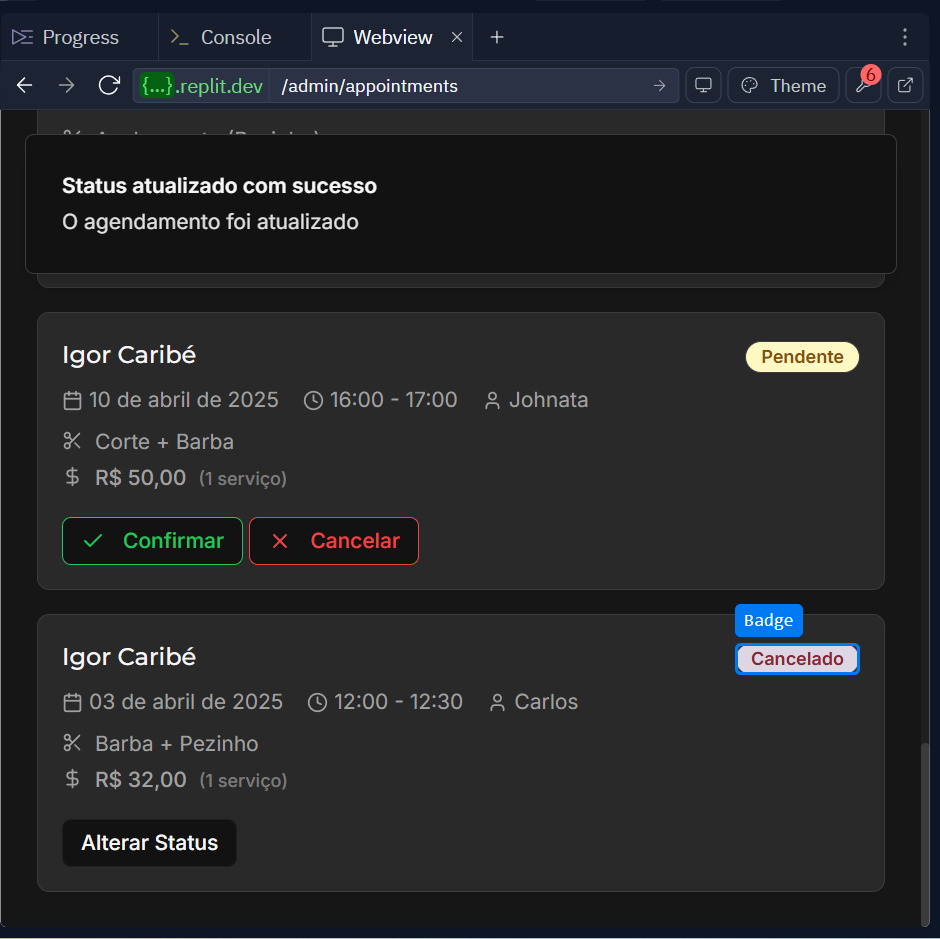 Progress
Console
Webview
{...}.replit.dev
/admin/appointments
Theme
6
Status atualizado com sucesso
O agendamento foi atualizado
Igor Caribé
Pendente
10 de abril de 2025
16:00 - 17:00
Johnata
Corte + Barba
R$ 50,00 (1 serviço)
Confirmar
Cancelar
Badge
Igor Caribé
Cancelado
03 de abril de 2025
12:00 - 12:30
Carlos
Barba + Pezinho
R$ 32,00 (1 serviço)
Alterar Status